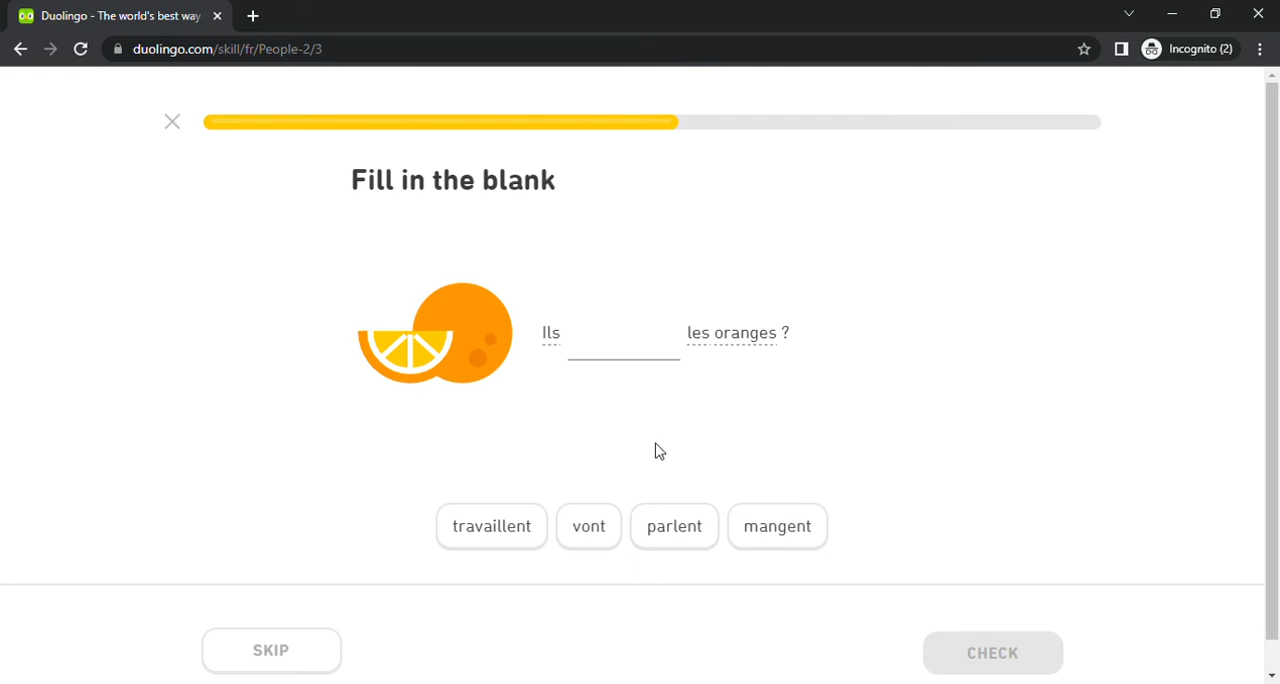 Duolingo - The world's best way
duolingo.com/skill/fr/People-2/3
Incognito (2)
Fill in the blank
Ils ______ les oranges ?
travaillent vont parlent mangent
SKIP CHECK